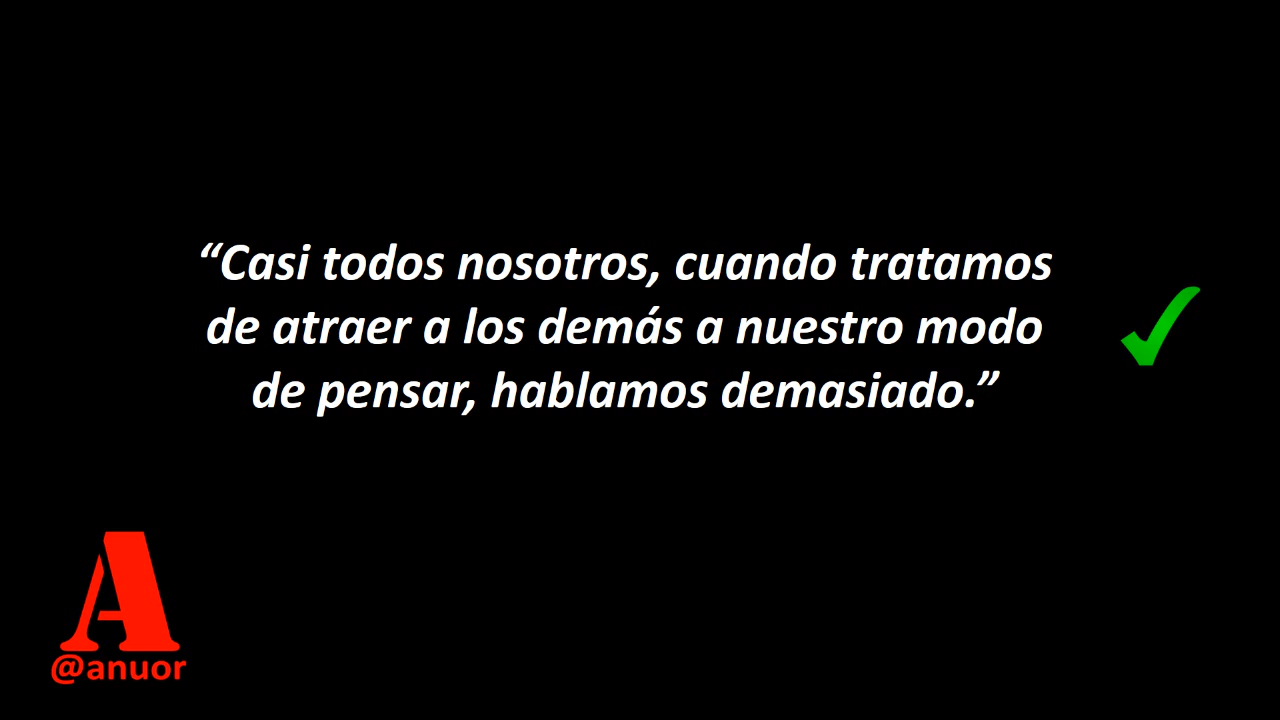 “Casi todos nosotros, cuando tratamos
de atraer a los demás a nuestro modo
de pensar, hablamos demasiado.”
A
@anuor